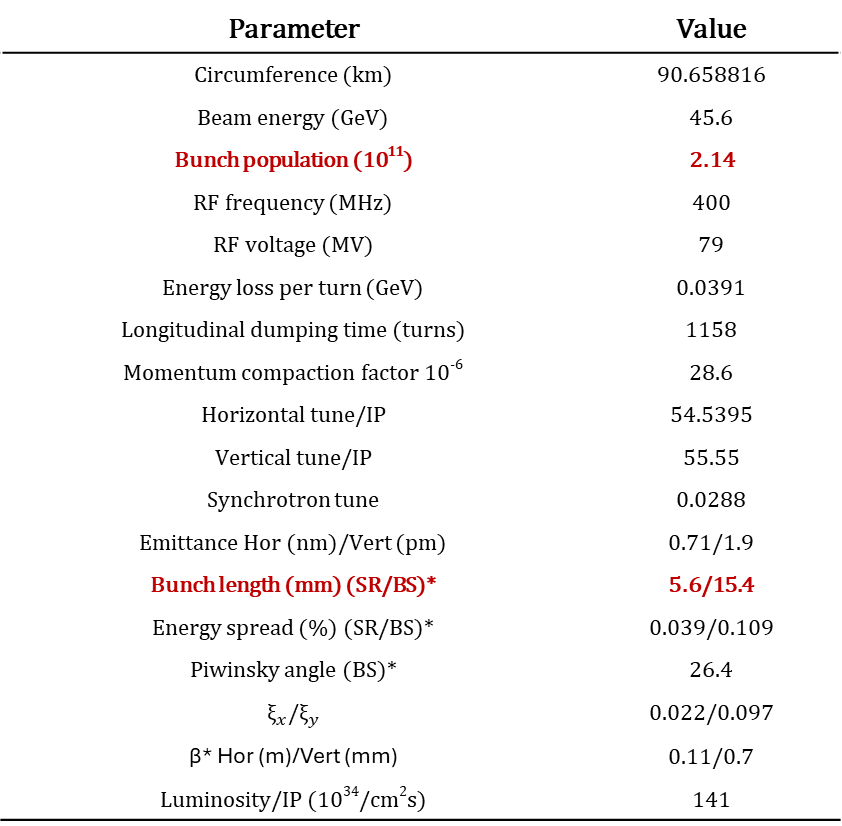 Parameter Value
Circumference (km) 90.658816
Beam energy (GeV) 45.6
Bunch population (10¹¹) 2.14
RF frequency (MHz) 400
RF voltage (MV) 79
Energy loss per turn (GeV) 0.0391
Longitudinal dumping time (turns) 1158
Momentum compaction factor 10⁻⁶ 28.6
Horizontal tune/IP 54.5395
Vertical tune/IP 55.55
Synchrotron tune 0.0288
Emittance Hor (nm)/Vert (pm) 0.71/1.9
Bunch length (mm) (SR/BS)* 5.6/15.4
Energy spread (%) (SR/BS)* 0.039/0.109
Piwinsky angle (BS)* 26.4
ξ𝑥/ξ𝑦 0.022/0.097
β* Hor (m)/Vert (mm) 0.11/0.7
Luminosity/IP (10³⁴/cm²s) 141